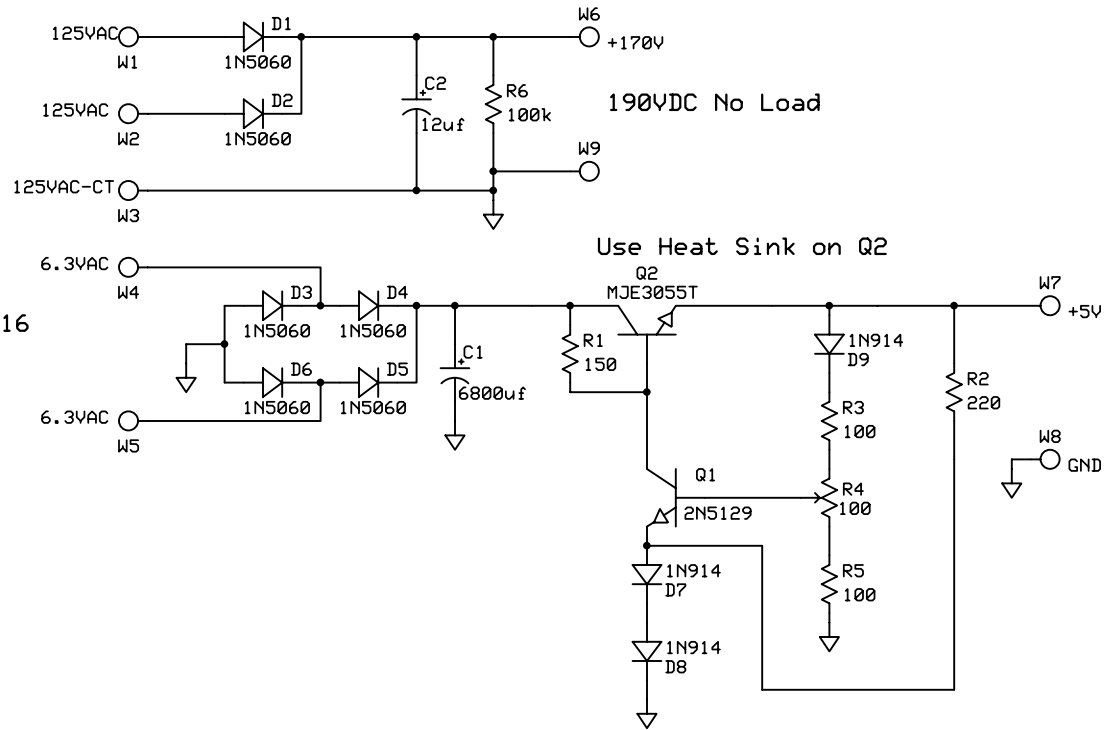 125VAC
W1
D1
1N5060
W6
+170V
125VAC
W2
D2
1N5060
C2
+
12uf
R6
100k
190VDC No Load
W9
125VAC-CT
W3
Use Heat Sink on Q2
6.3VAC
W4
Q2
MJE3055T
W7
+5V
16
D3
1N5060
D4
1N5060
D6
1N5060
D5
1N5060
C1
+
6800uf
R1
150
1N914
D9
R2
220
6.3VAC
W5
R3
100
W8
GND
Q1
2N5129
R4
100
1N914
D7
R5
100
1N914
D8